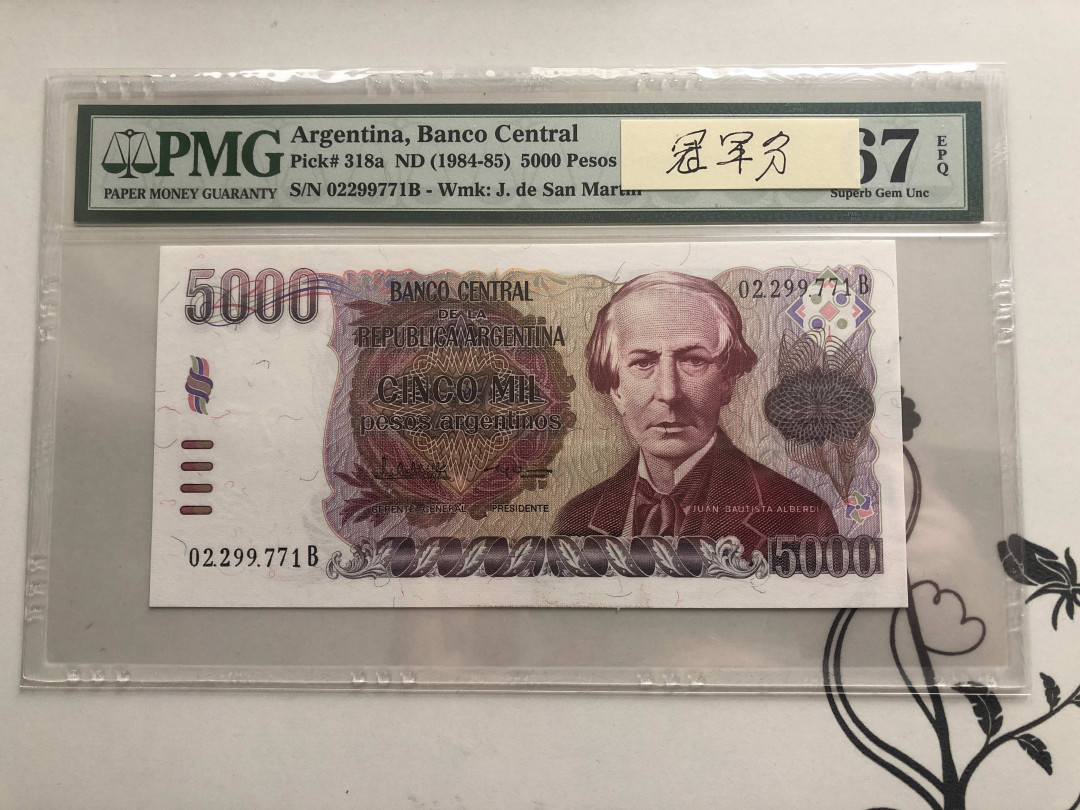 PMG
PAPER MONEY GUARANTY
Argentina, Banco Central
Pick# 318a ND (1984-85) 5000 Pesos
S/N 02299771B - Wmk: J. de San Martin
冠军分
67
EPQ
Superb Gem Unc
5000
BANCO CENTRAL
DE LA
REPUBLICA ARGENTINA
CINCO MIL
pesos argentinos
GERENTE GENERAL PRESIDENTE
02.299.771 B
JUAN BAUTISTA ALBERDI
02.299.771 B
5000